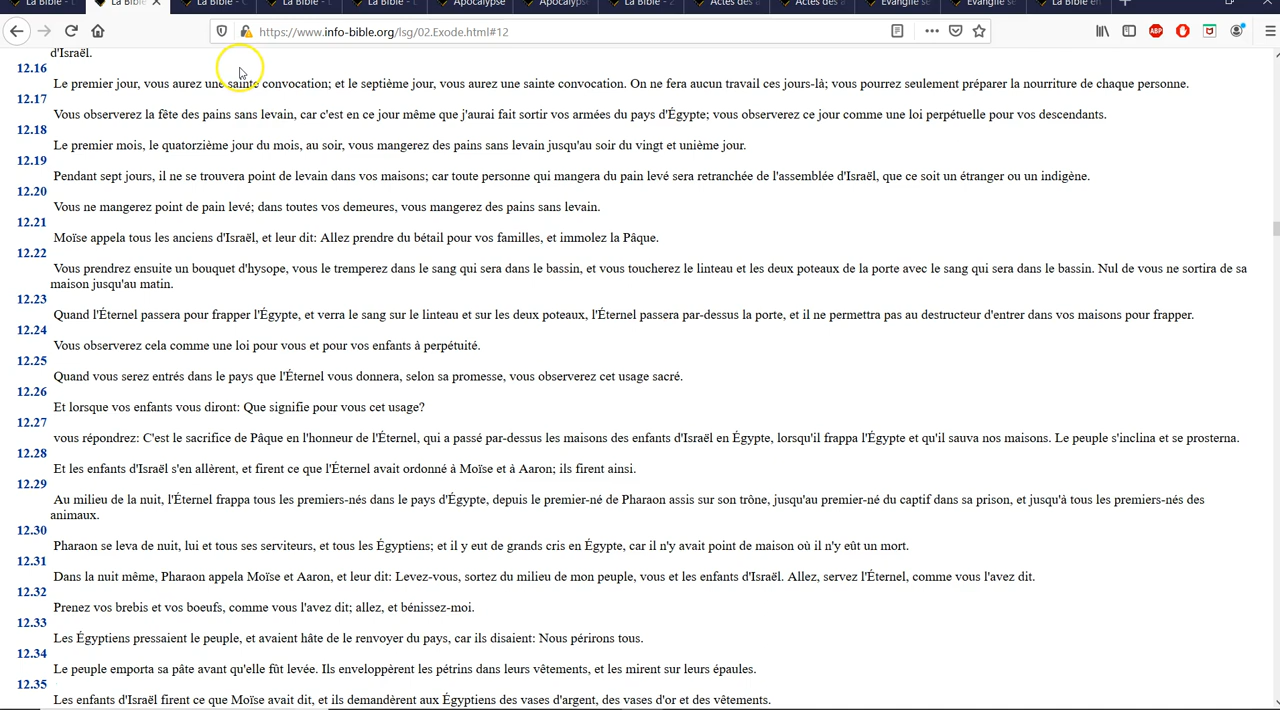 La Bible -
La Bible
La Bible - 
La Bible - 
La Bible - 
Apocalypse
Apocalyps
La Bible - 2
Actes des
Actes des a
Évangile se
Évangile se
La Bible en
https://www.info-bible.org/lsg/02.Exode.html#12
d'Israël.
12.16
Le premier jour, vous aurez une sainte convocation; et le septième jour, vous aurez une sainte convocation. On ne fera aucun travail ces jours-là; vous pourrez seulement préparer la nourriture de chaque personne.
12.17
Vous observerez la fête des pains sans levain, car c'est en ce jour même que j'aurai fait sortir vos armées du pays d'Égypte; vous observerez ce jour comme une loi perpétuelle pour vos descendants.
12.18
Le premier mois, le quatorzième jour du mois, au soir, vous mangerez des pains sans levain jusqu'au soir du vingt et unième jour.
12.19
Pendant sept jours, il ne se trouvera point de levain dans vos maisons; car toute personne qui mangera du pain levé sera retranchée de l'assemblée d'Israël, que ce soit un étranger ou un indigène.
12.20
Vous ne mangerez point de pain levé; dans toutes vos demeures, vous mangerez des pains sans levain.
12.21
Moïse appela tous les anciens d'Israël, et leur dit: Allez prendre du bétail pour vos familles, et immolez la Pâque.
12.22
Vous prendrez ensuite un bouquet d'hysope, vous le tremperez dans le sang qui sera dans le bassin, et vous toucherez le linteau et les deux poteaux de la porte avec le sang qui sera dans le bassin. Nul de vous ne sortira de sa
maison jusqu'au matin.
12.23
Quand l'Éternel passera pour frapper l'Égypte, et verra le sang sur le linteau et sur les deux poteaux, l'Éternel passera par-dessus la porte, et il ne permettra pas au destructeur d'entrer dans vos maisons pour frapper.
12.24
Vous observerez cela comme une loi pour vous et pour vos enfants à perpétuité.
12.25
Quand vous serez entrés dans le pays que l'Éternel vous donnera, selon sa promesse, vous observerez cet usage sacré.
12.26
Et lorsque vos enfants vous diront: Que signifie pour vous cet usage?
12.27
vous répondrez: C'est le sacrifice de Pâque en l'honneur de l'Éternel, qui a passé par-dessus les maisons des enfants d'Israël en Égypte, lorsqu'il frappa l'Égypte et qu'il sauva nos maisons. Le peuple s'inclina et se prosterna.
12.28
Et les enfants d'Israël s'en allèrent, et firent ce que l'Éternel avait ordonné à Moïse et à Aaron; ils firent ainsi.
12.29
Au milieu de la nuit, l'Éternel frappa tous les premiers-nés dans le pays d'Égypte, depuis le premier-né de Pharaon assis sur son trône, jusqu'au premier-né du captif dans sa prison, et jusqu'à tous les premiers-nés des
animaux.
12.30
Pharaon se leva de nuit, lui et tous ses serviteurs, et tous les Égyptiens; et il y eut de grands cris en Égypte, car il n'y avait point de maison où il n'y eût un mort.
12.31
Dans la nuit même, Pharaon appela Moïse et Aaron, et leur dit: Levez-vous, sortez du milieu de mon peuple, vous et les enfants d'Israël. Allez, servez l'Éternel, comme vous l'avez dit.
12.32
Prenez vos brebis et vos boeufs, comme vous l'avez dit; allez, et bénissez-moi.
12.33
Les Égyptiens pressaient le peuple, et avaient hâte de le renvoyer du pays, car ils disaient: Nous périrons tous.
12.34
Le peuple emporta sa pâte avant qu'elle fût levée. Ils enveloppèrent les pétrins dans leurs vêtements, et les mirent sur leurs épaules.
12.35
Les enfants d'Israël firent ce que Moïse avait dit, et ils demandèrent aux Égyptiens des vases d'argent, des vases d'or et des vêtements.